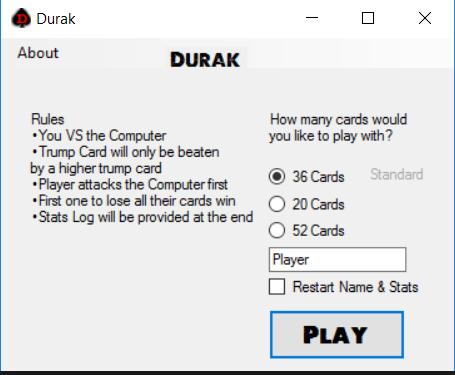 Durak
About
DURAK
Rules
•You VS the Computer
•Trump Card will only be beaten
by a higher trump card
•Player attacks the Computer first
•First one to lose all their cards win
•Stats Log will be provided at the end
How many cards would
you like to play with?
36 Cards
Standard
20 Cards
52 Cards
Player
Restart Name & Stats
PLAY